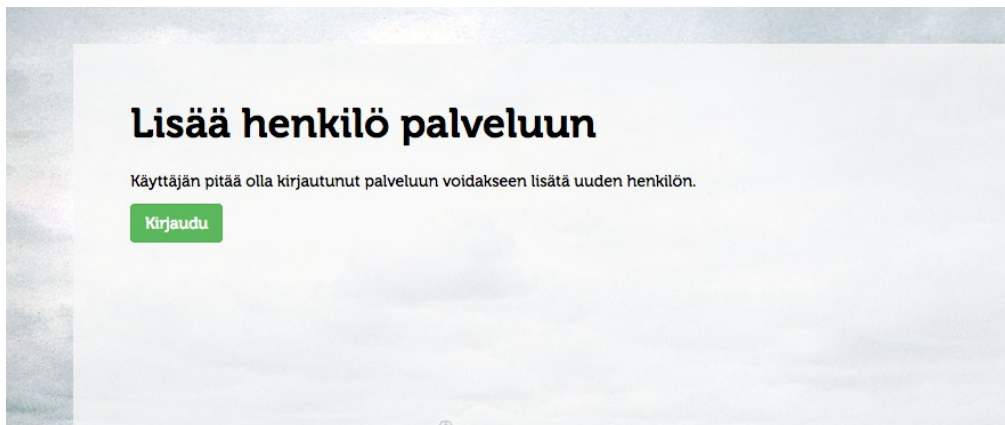 Lisää henkilö palveluun
Käyttäjän pitää olla kirjautunut palveluun voidakseen lisätä uuden henkilön.
Kirjaudu